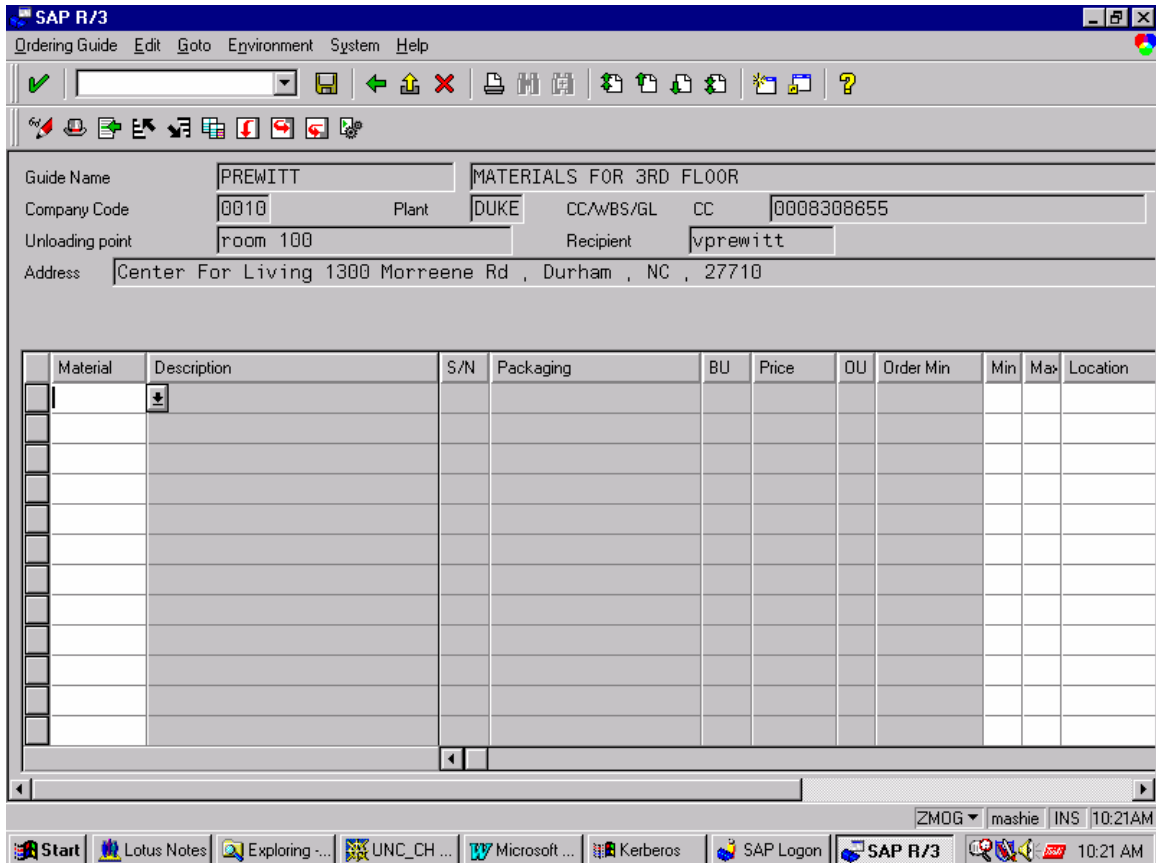 SAP R/3
Ordering Guide Edit Goto Environment System Help
Guide Name PREWITT MATERIALS FOR 3RD FLOOR
Company Code 0010 Plant DUKE CC/WBS/GL CC 0008308655
Unloading point room 100 Recipient vprewitt
Address Center For Living 1300 Morreene Rd , Durham , NC , 27710
Material Description S/N Packaging BU Price OU Order Min Min Max Location
ZMOG mashie INS 10:21AM
Start Lotus Notes Exploring -... UNC_CH ... Microsoft ... Kerberos SAP Logon SAP R/3 10:21 AM